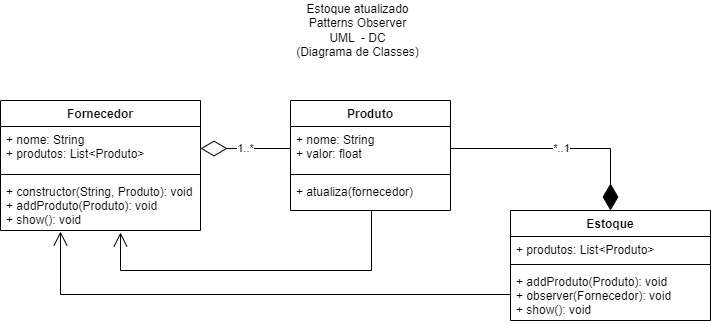 Estoque atualizado
Patterns Observer
UML - DC
(Diagrama de Classes)
Fornecedor
+ nome: String
+ produtos: List<Produto>
+ constructor(String, Produto): void
+ addProduto(Produto): void
+ show(): void
1..*
Produto
+ nome: String
+ valor: float
+ atualiza(fornecedor)
*..1
Estoque
+ produtos: List<Produto>
+ addProduto(Produto): void
+ observer(Fornecedor): void
+ show(): void